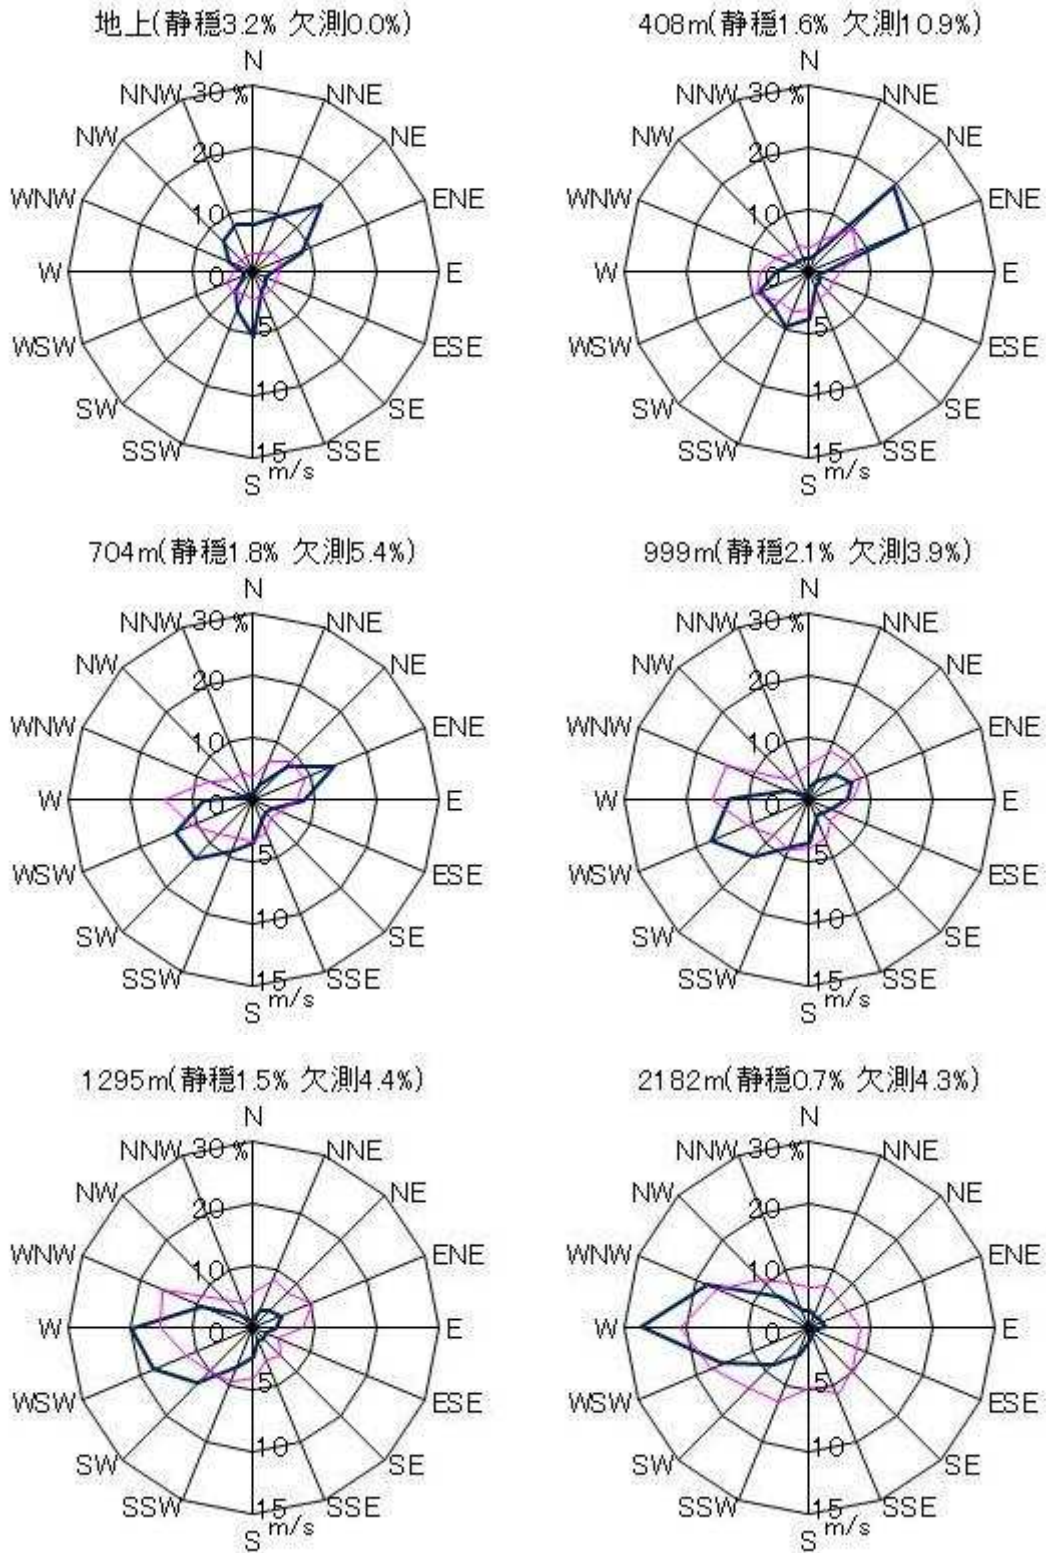 地上(静穏3.2% 欠測0.0%)
N
NNW 30 % NNE
NW 20 NE
WNW 10 ENE
W 0 E
WSW 5 ESE
SW 10 SE
SSW 15 m/s SSE
S
408m(静穏1.6% 欠測10.9%)
N
NNW 30 % NNE
NW 20 NE
WNW 10 ENE
W 0 E
WSW 5 ESE
SW 10 SE
SSW 15 m/s SSE
S
704m(静穏1.8% 欠測5.4%)
N
NNW 30 % NNE
NW 20 NE
WNW 10 ENE
W 0 E
WSW 5 ESE
SW 10 SE
SSW 15 m/s SSE
S
999m(静穏2.1% 欠測3.9%)
N
NNW 30 % NNE
NW 20 NE
WNW 10 ENE
W 0 E
WSW 5 ESE
SW 10 SE
SSW 15 m/s SSE
S
1295m(静穏1.5% 欠測4.4%)
N
NNW 30 % NNE
NW 20 NE
WNW 10 ENE
W 0 E
WSW 5 ESE
SW 10 SE
SSW 15 m/s SSE
S
2182m(静穏0.7% 欠測4.3%)
N
NNW 30 % NNE
NW 20 NE
WNW 10 ENE
W 0 E
WSW 5 ESE
SW 10 SE
SSW 15 m/s SSE
S